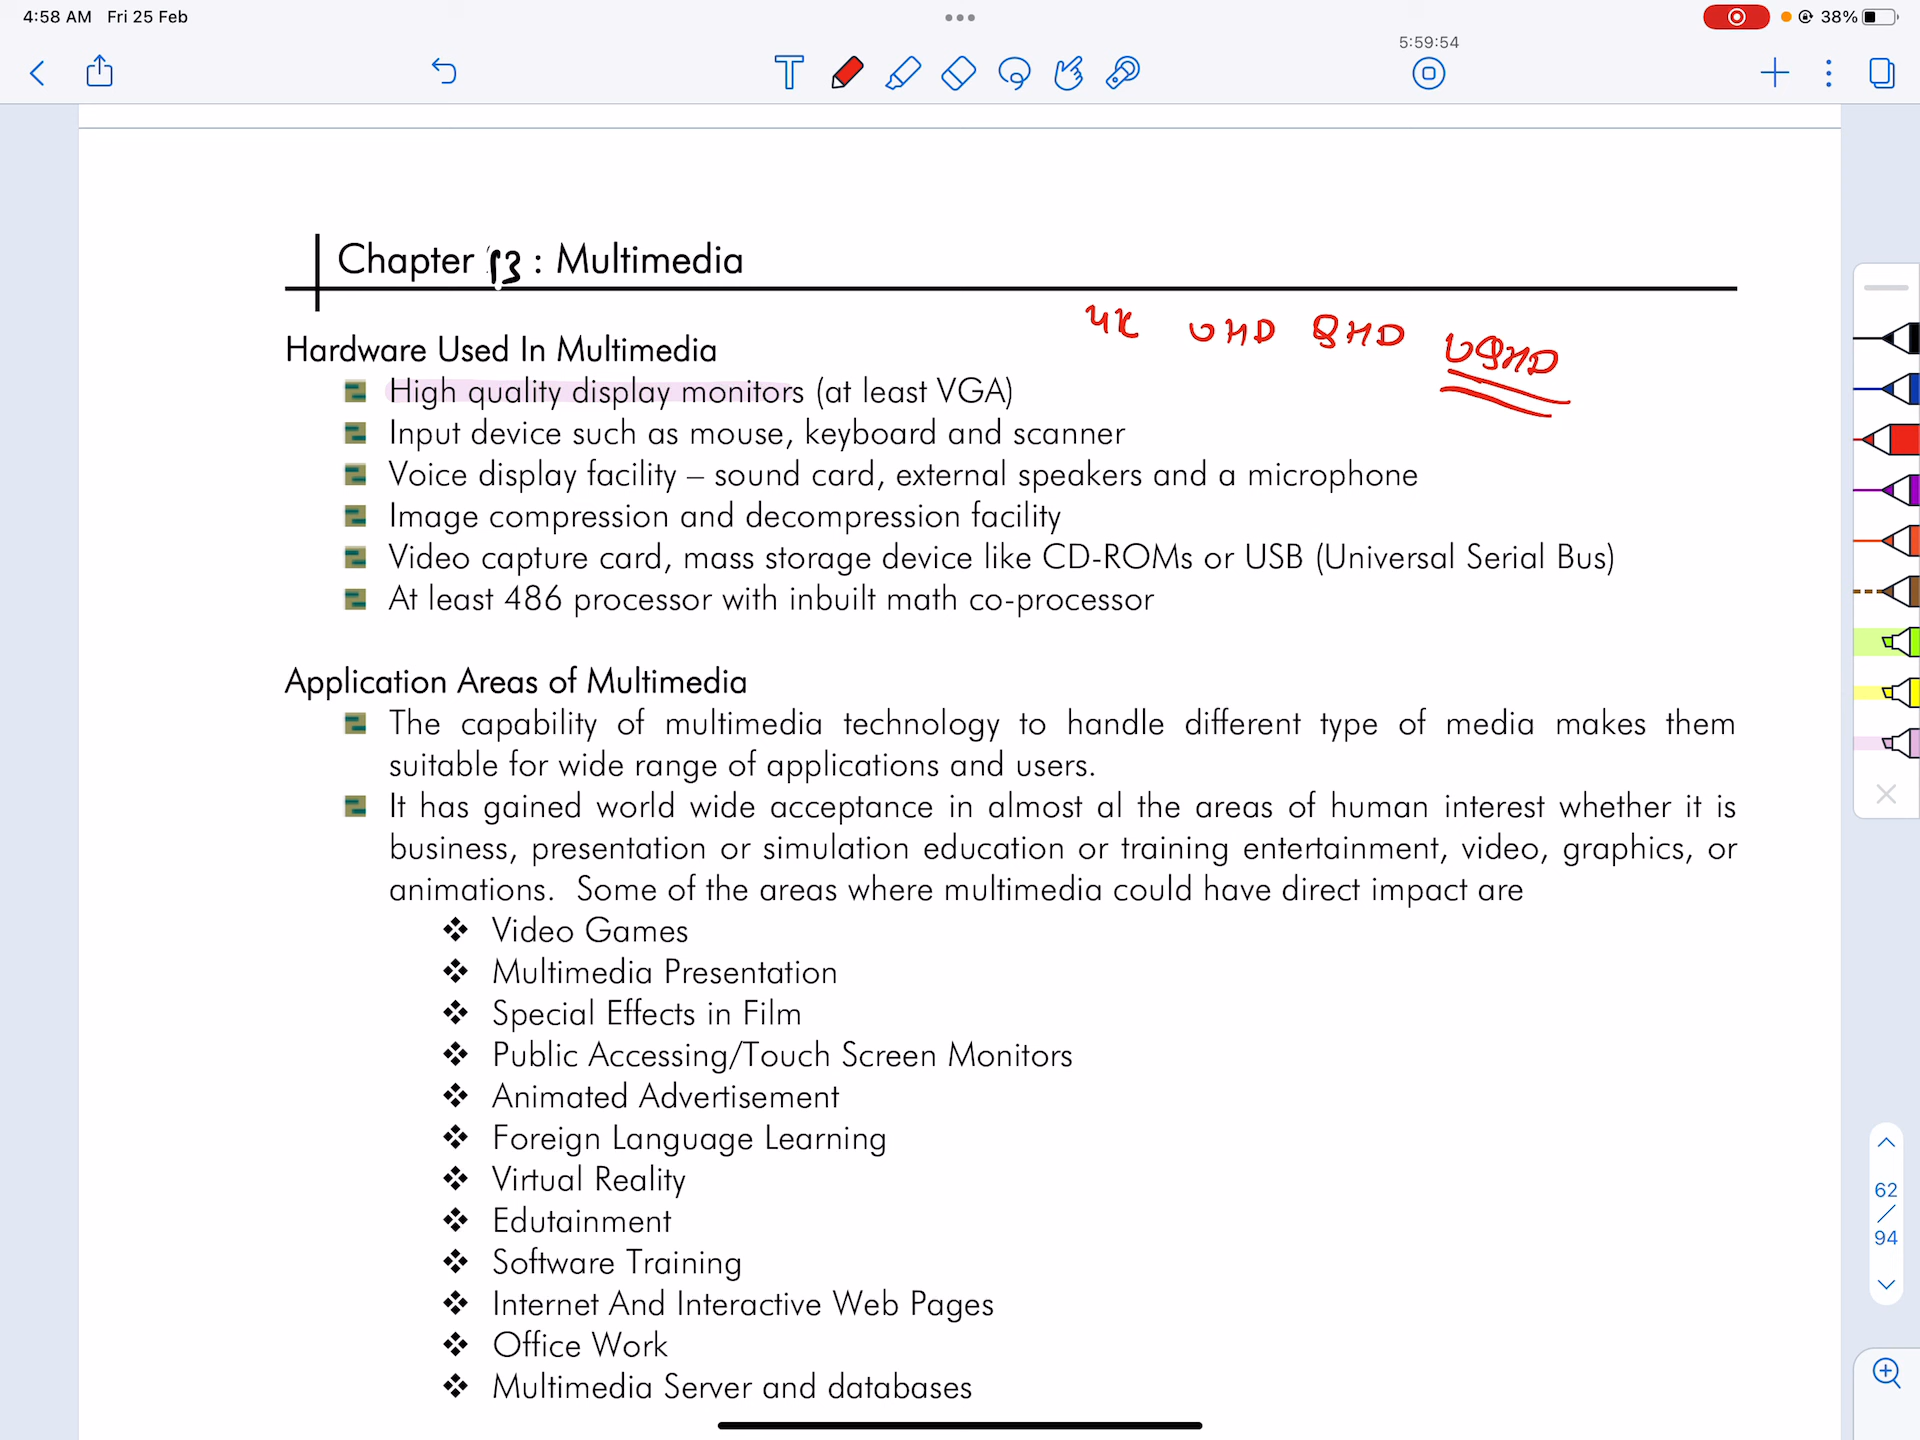 4:58 AM Fri 25 Feb
38%
5:59:54
Chapter 13 : Multimedia
4K UHD QHD UQHD
Hardware Used In Multimedia
High quality display monitors (at least VGA)
Input device such as mouse, keyboard and scanner
Voice display facility – sound card, external speakers and a microphone
Image compression and decompression facility
Video capture card, mass storage device like CD-ROMs or USB (Universal Serial Bus)
At least 486 processor with inbuilt math co-processor
Application Areas of Multimedia
The capability of multimedia technology to handle different type of media makes them
suitable for wide range of applications and users.
It has gained world wide acceptance in almost al the areas of human interest whether it is
business, presentation or simulation education or training entertainment, video, graphics, or
animations. Some of the areas where multimedia could have direct impact are
❖ Video Games
❖ Multimedia Presentation
❖ Special Effects in Film
❖ Public Accessing/Touch Screen Monitors
❖ Animated Advertisement
❖ Foreign Language Learning
❖ Virtual Reality
❖ Edutainment
❖ Software Training
❖ Internet And Interactive Web Pages
❖ Office Work
❖ Multimedia Server and databases
62
/
94